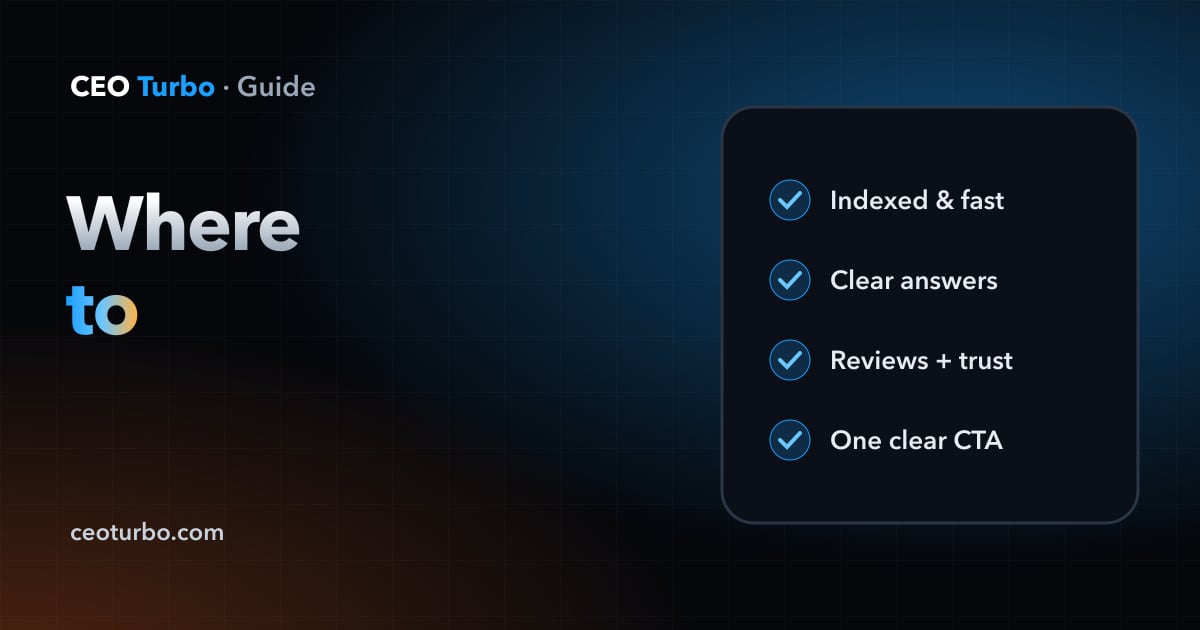 CEO Turbo · Guide
Where
to
ceoturbo.com
Indexed & fast
Clear answers
Reviews + trust
One clear CTA